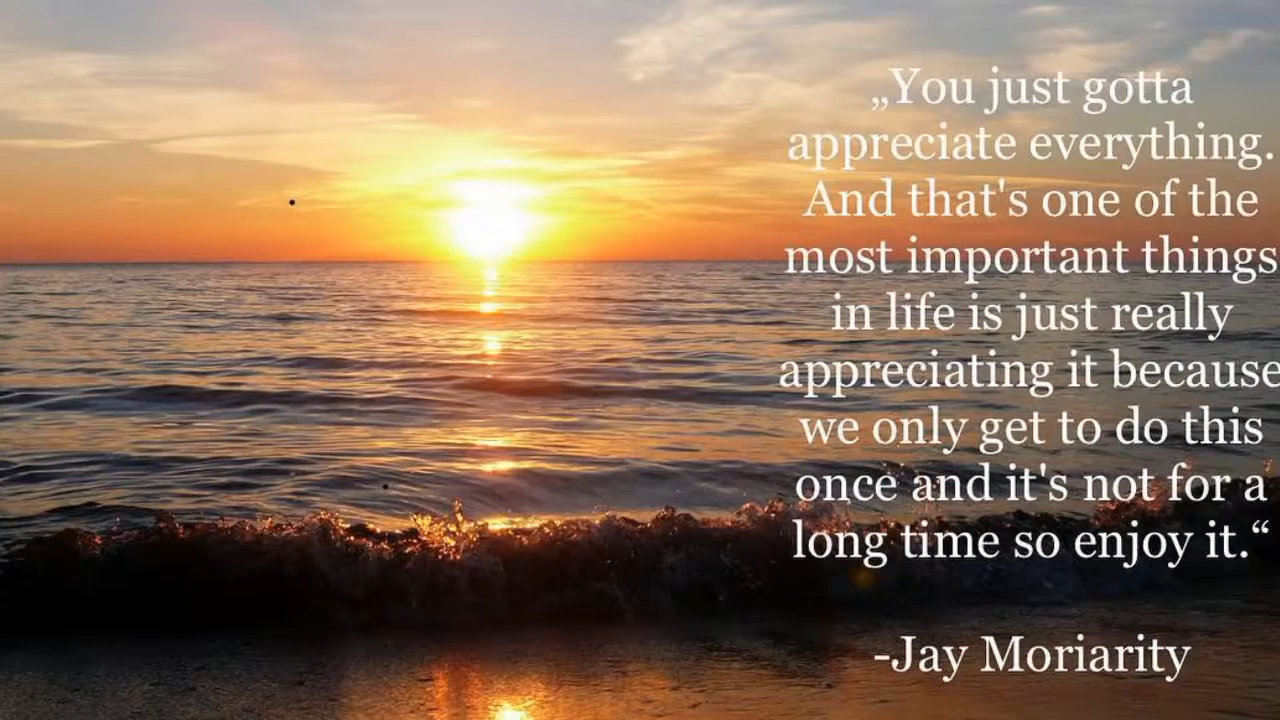 „You just gotta
appreciate everything.
And that's one of the
most important things
in life is just really
appreciating it because
we only get to do this
once and it's not for a
long time so enjoy it.“
-Jay Moriarity